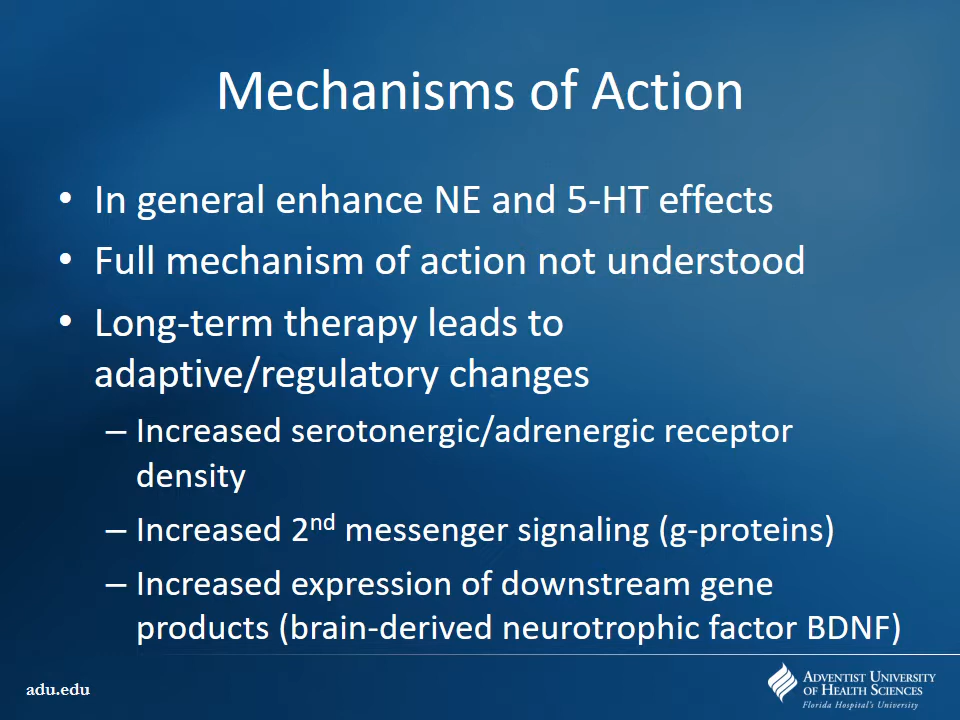 Mechanisms of Action
• In general enhance NE and 5-HT effects
• Full mechanism of action not understood
• Long-term therapy leads to
adaptive/regulatory changes
– Increased serotonergic/adrenergic receptor
density
– Increased 2nd messenger signaling (g-proteins)
– Increased expression of downstream gene
products (brain-derived neurotrophic factor BDNF)
adu.edu
ADVENTIST UNIVERSITY
OF HEALTH SCIENCES
Florida Hospital's University